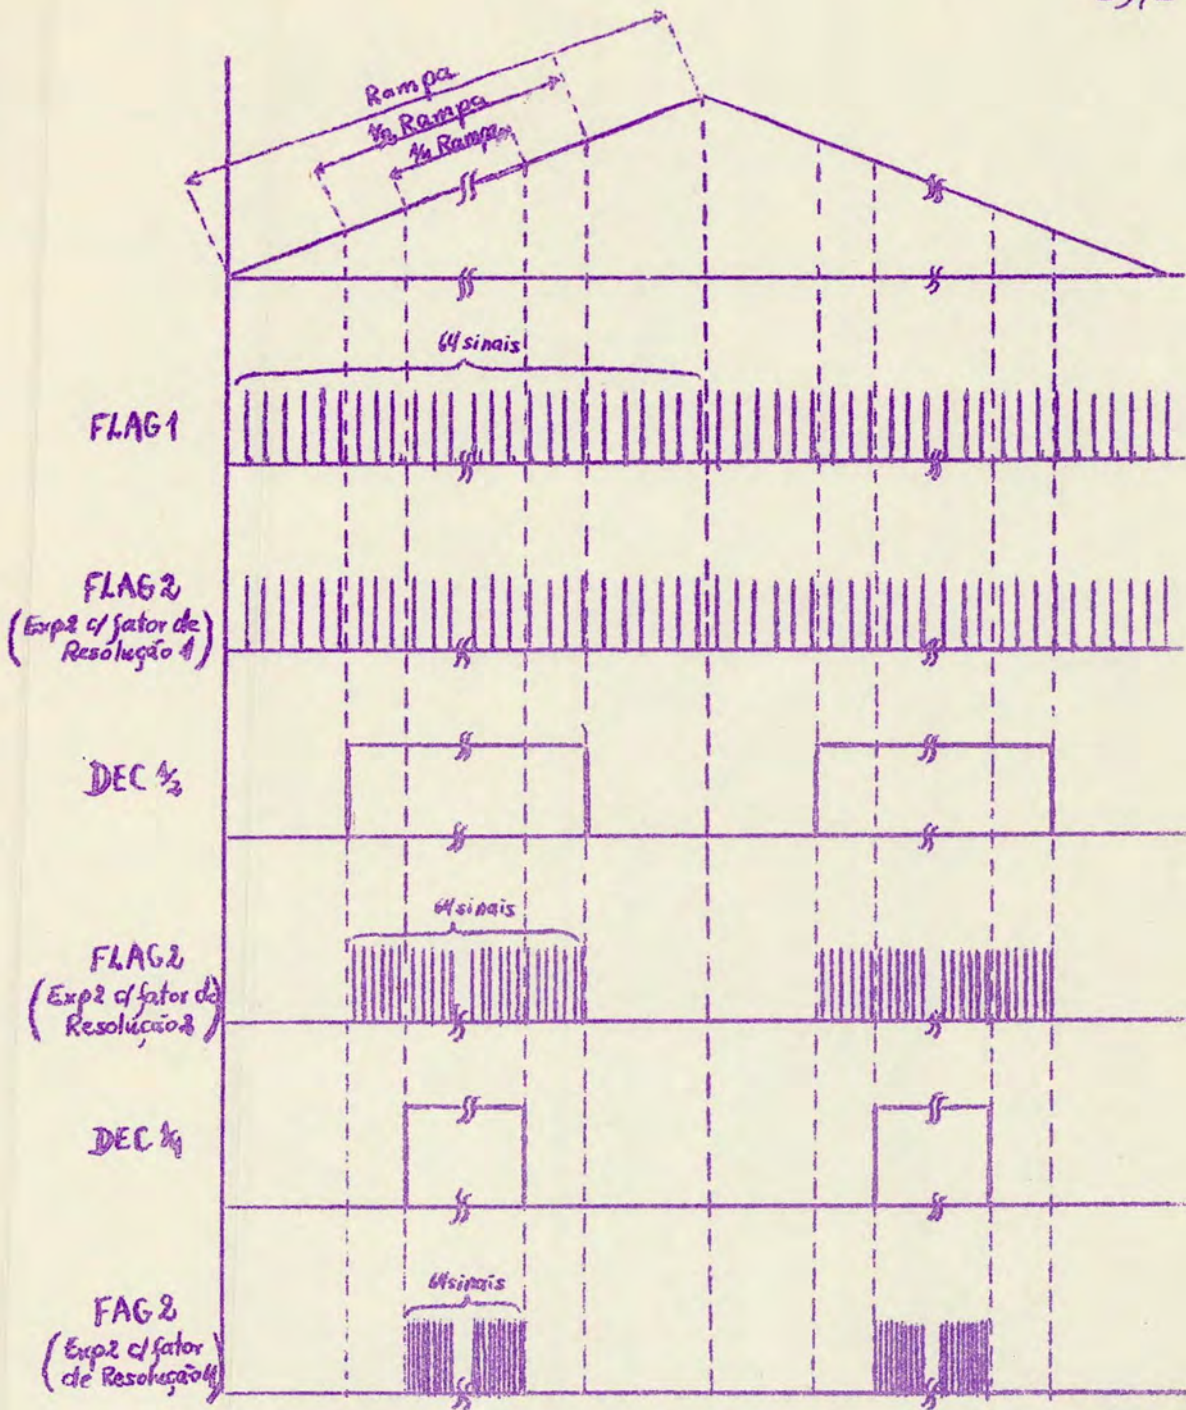 Rampa
1/2 Rampa
1/4 Rampa
64 sinais
FLAG1
FLAG2
(Exp2 c/ fator de
Resolução 1)
DEC 1/2
64 sinais
FLAG2
(Exp2 c/ fator de
Resolução 2)
DEC 1/4
64 sinais
FAG2
(Exp2 c/ fator
de Resolução 4)